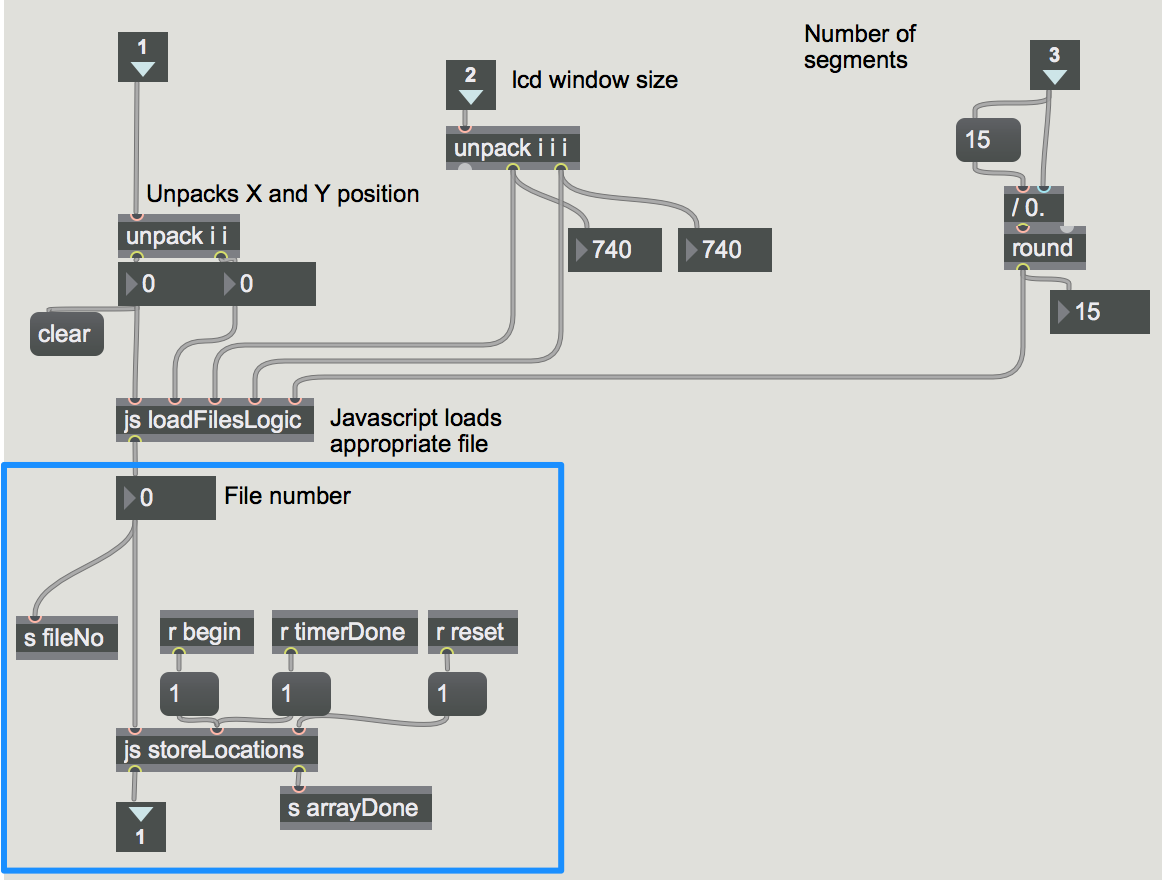 1
2
lcd window size
Number of
segments
3
15
unpack i i i
Unpacks X and Y position
/ 0.
unpack i i
740
740
round
0
0
15
clear
js loadFilesLogic
Javascript loads
appropriate file
0
File number
s fileNo
r begin
r timerDone
r reset
1
1
1
js storeLocations
s arrayDone
1